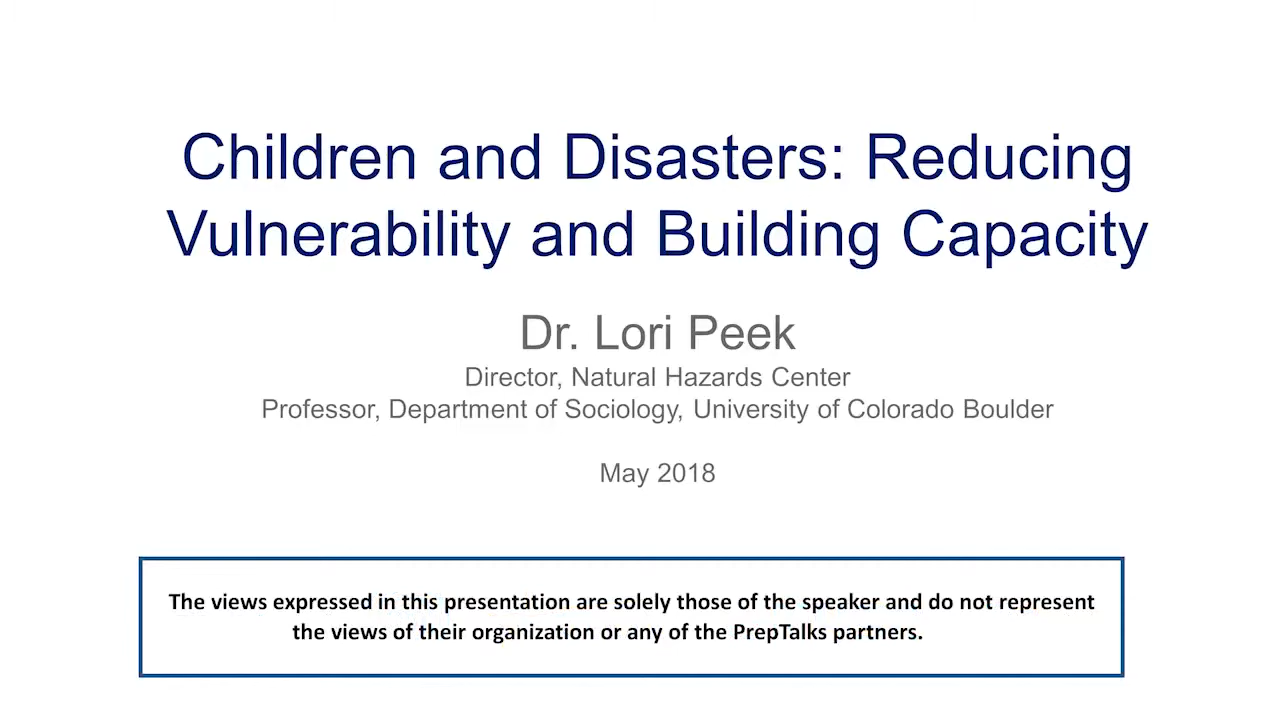 Children and Disasters: Reducing
Vulnerability and Building Capacity
Dr. Lori Peek
Director, Natural Hazards Center
Professor, Department of Sociology, University of Colorado Boulder
May 2018
The views expressed in this presentation are solely those of the speaker and do not represent
the views of their organization or any of the PrepTalks partners.